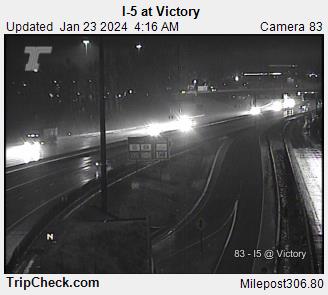 I-5 at Victory
Updated Jan 23 2024 4:16 AM Camera 83
N
83 - I5 @ Victory
TripCheck.com Milepost306.80